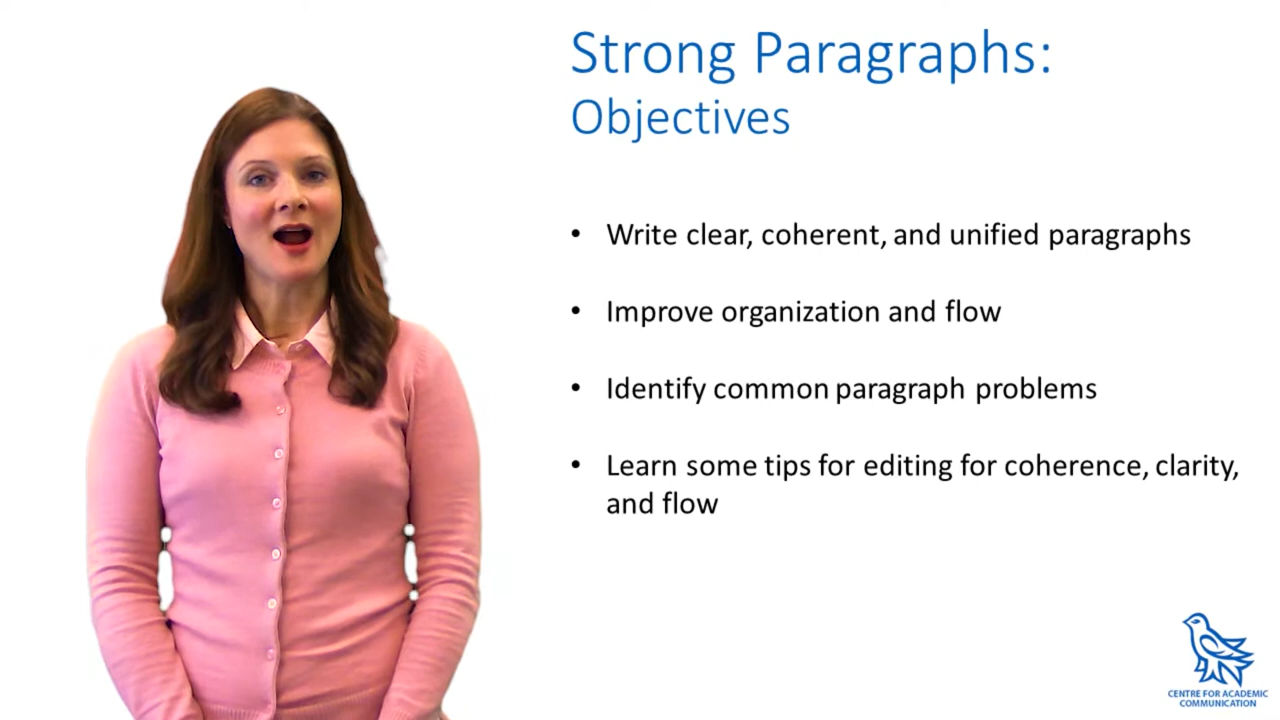 Strong Paragraphs:
Objectives
• Write clear, coherent, and unified paragraphs
• Improve organization and flow
• Identify common paragraph problems
• Learn some tips for editing for coherence, clarity,
and flow
CENTRE FOR ACADEMIC
COMMUNICATION